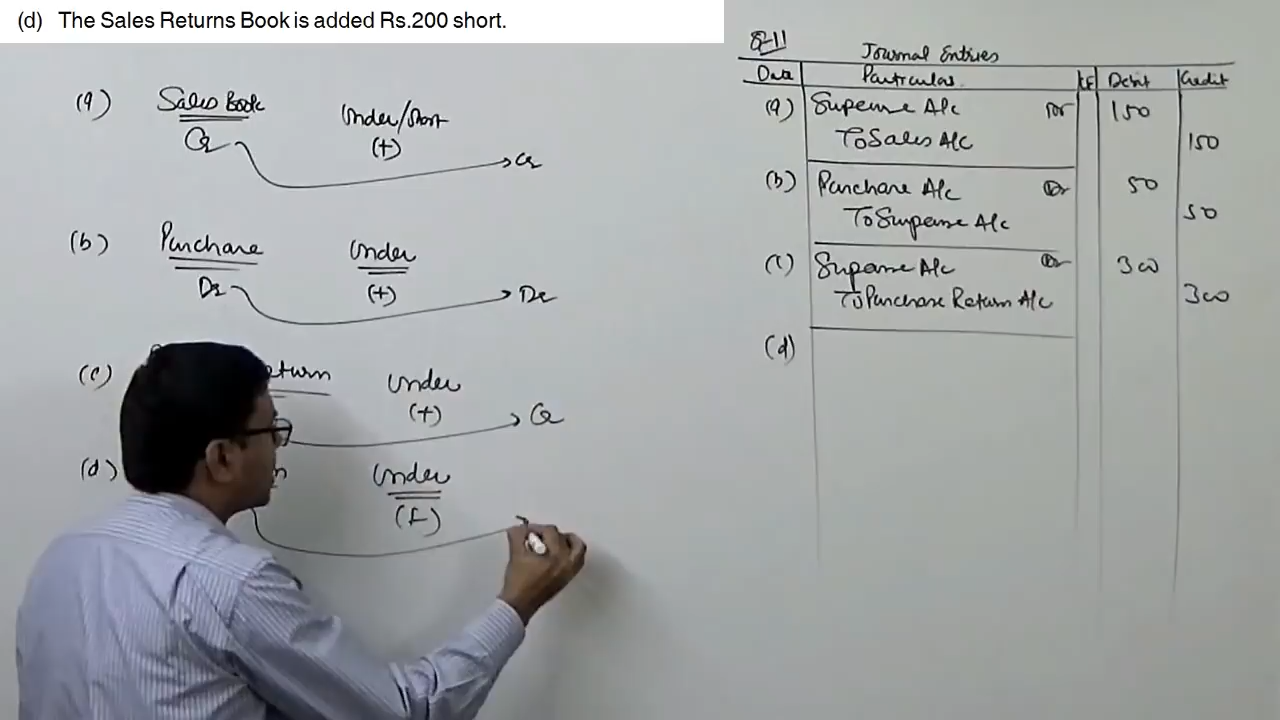 (d) The Sales Returns Book is added Rs.200 short.
(a) Sales Book Under/Short
Cr (+) Cr
(b) Purchase Under
Dr (+) Dr
(c) eturn Under
(+) Cr
(d) n Under
(+)
Q-11
Journal Entries
Date Particulars LF Debit Credit
(a) Suspense A/c Dr 150
To Sales A/c 150
(b) Purchase A/c Dr 50
To Suspense A/c 50
(c) Suspense A/c Dr 300
To Purchase Return A/c 300
(d)